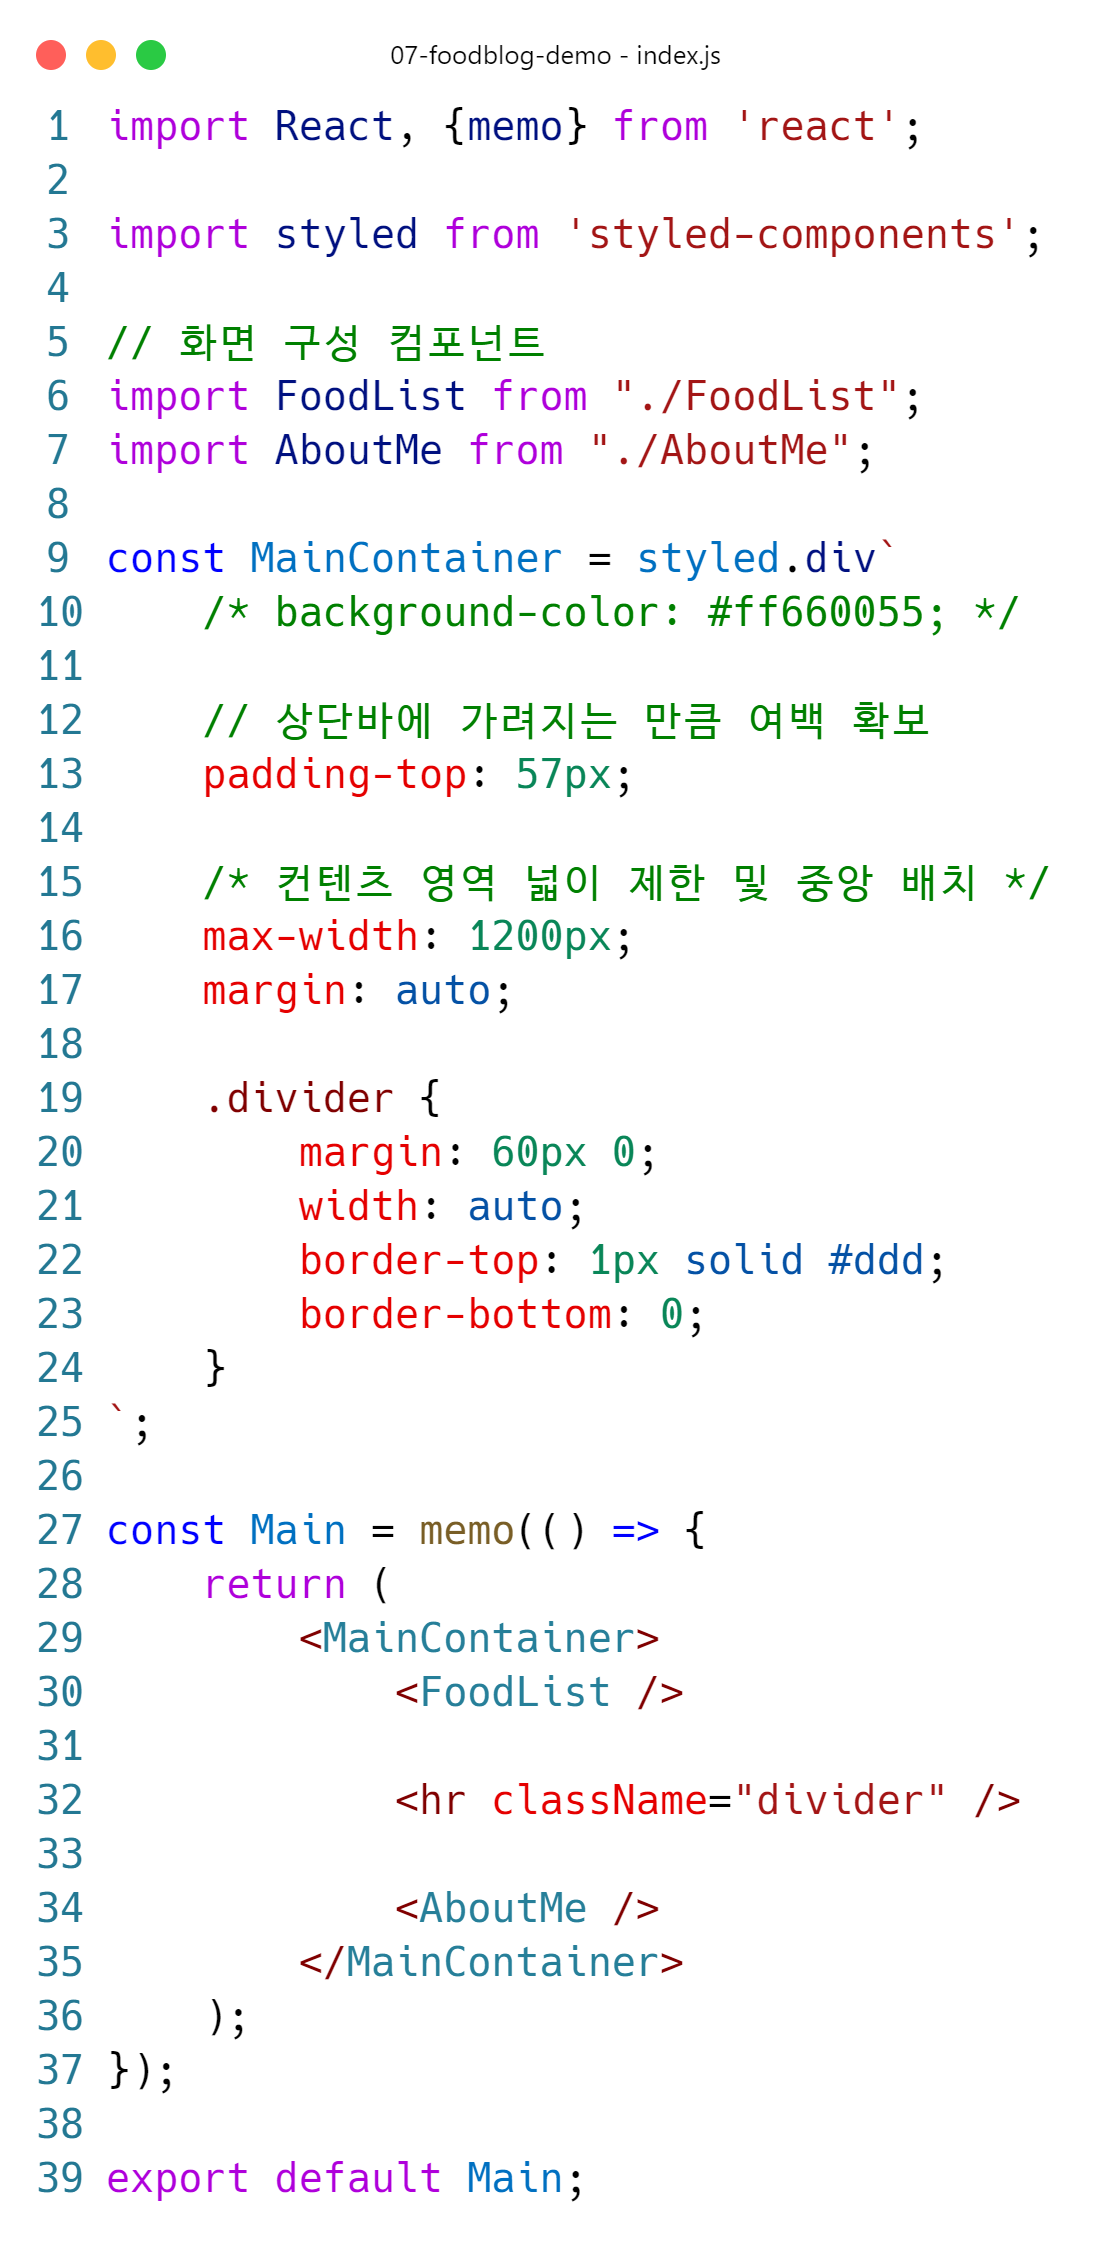 07-foodblog-demo - index.js
1 import React, {memo} from 'react';
2
3 import styled from 'styled-components';
4
5 // 화면 구성 컴포넌트
6 import FoodList from "./FoodList";
7 import AboutMe from "./AboutMe";
8
9 const MainContainer = styled.div`
10     /* background-color: #ff660055; */
11
12     // 상단바에 가려지는 만큼 여백 확보
13     padding-top: 57px;
14
15     /* 컨텐츠 영역 넓이 제한 및 중앙 배치 */
16     max-width: 1200px;
17     margin: auto;
18
19     .divider {
20         margin: 60px 0;
21         width: auto;
22         border-top: 1px solid #ddd;
23         border-bottom: 0;
24     }
25 `;
26
27 const Main = memo(() => {
28     return (
29         <MainContainer>
30             <FoodList />
31
32             <hr className="divider" />
33
34             <AboutMe />
35         </MainContainer>
36     );
37 });
38
39 export default Main;